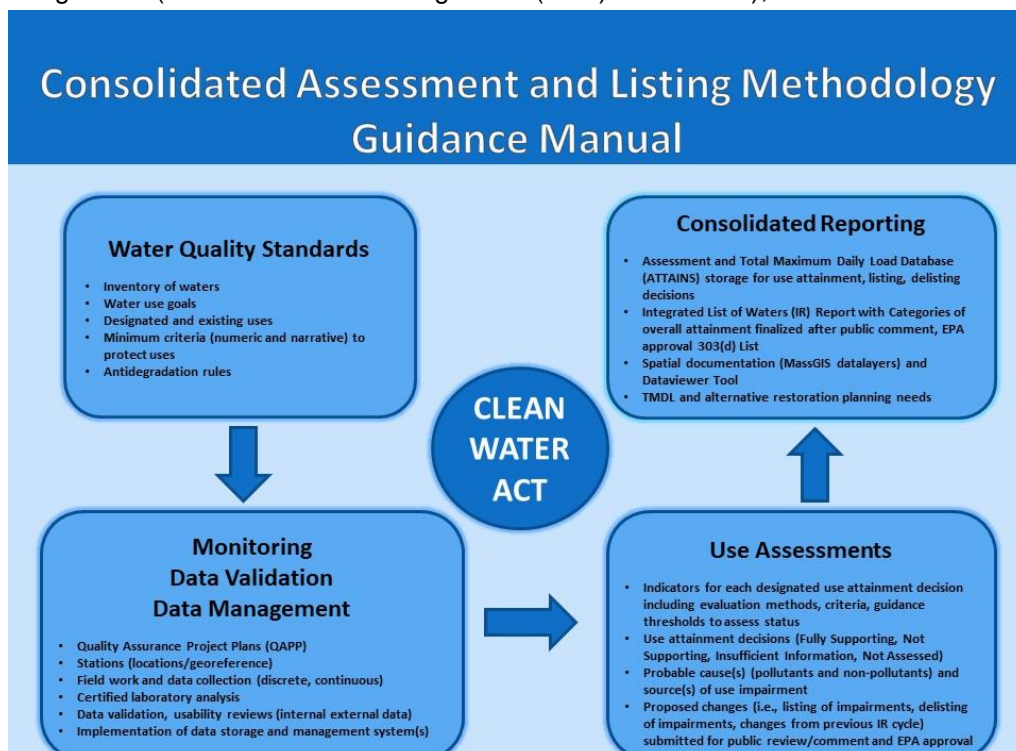 Consolidated Assessment and Listing Methodology
Guidance Manual
Water Quality Standards
• Inventory of waters
• Water use goals
• Designated and existing uses
• Minimum criteria (numeric and narrative) to
protect uses
• Antidegradation rules
Consolidated Reporting
• Assessment and Total Maximum Daily Load Database
(ATTAINS) storage for use attainment, listing, delisting
decisions
• Integrated List of Waters (IR) Report with Categories of
overall attainment finalized after public comment, EPA
approval 303(d) List
• Spatial documentation (MassGIS datalayers) and
Dataviewer Tool
• TMDL and alternative restoration planning needs
CLEAN
WATER
ACT
Monitoring
Data Validation
Data Management
• Quality Assurance Project Plans (QAPP)
• Stations (locations/georeference)
• Field work and data collection (discrete, continuous)
• Certified laboratory analysis
• Data validation, usability reviews (internal external data)
• Implementation of data storage and management system(s)
Use Assessments
• Indicators for each designated use attainment decision
including evaluation methods, criteria, guidance
thresholds to assess status
• Use attainment decisions (Fully Supporting, Not
Supporting, Insufficient Information, Not Assessed)
• Probable cause(s) (pollutants and non-pollutants) and
source(s) of use impairment
• Proposed changes (i.e., listing of impairments, delisting
of impairments, changes from previous IR cycle)
submitted for public review/comment and EPA approval